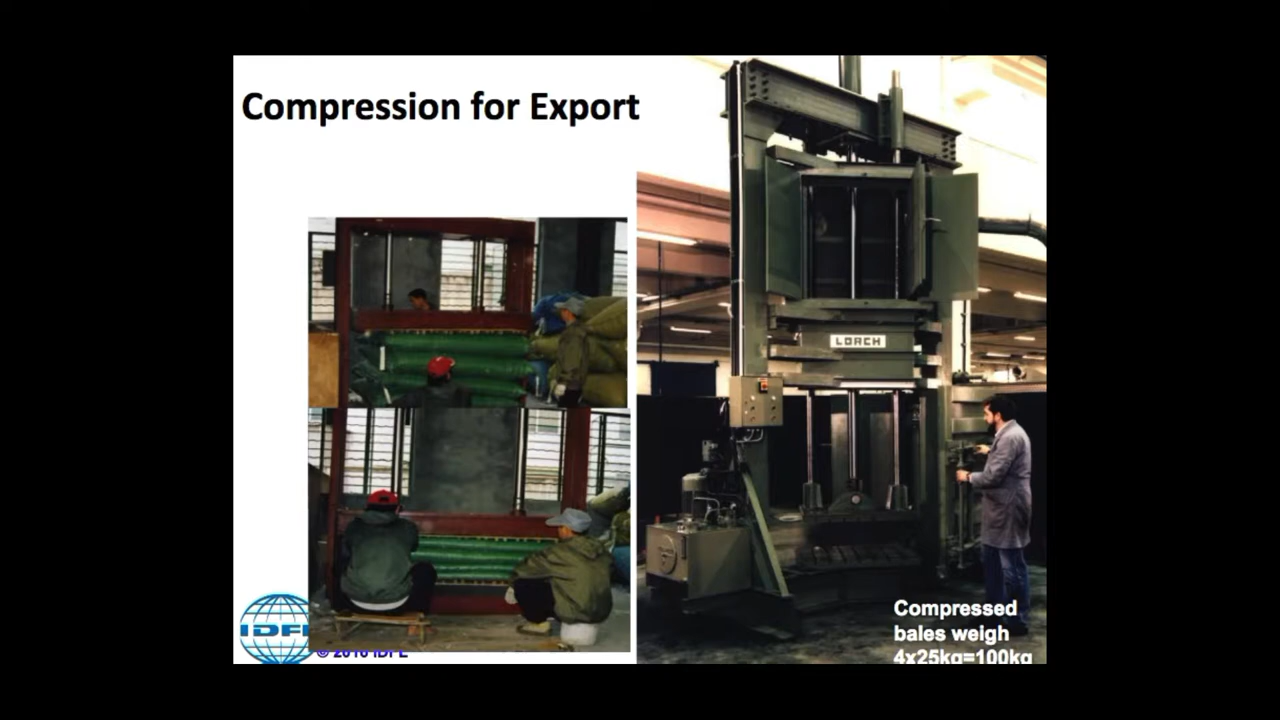 Compression for Export
LORCH
Compressed
bales weigh
4x25kg=100kg
IDFL
© 2010 IDFL